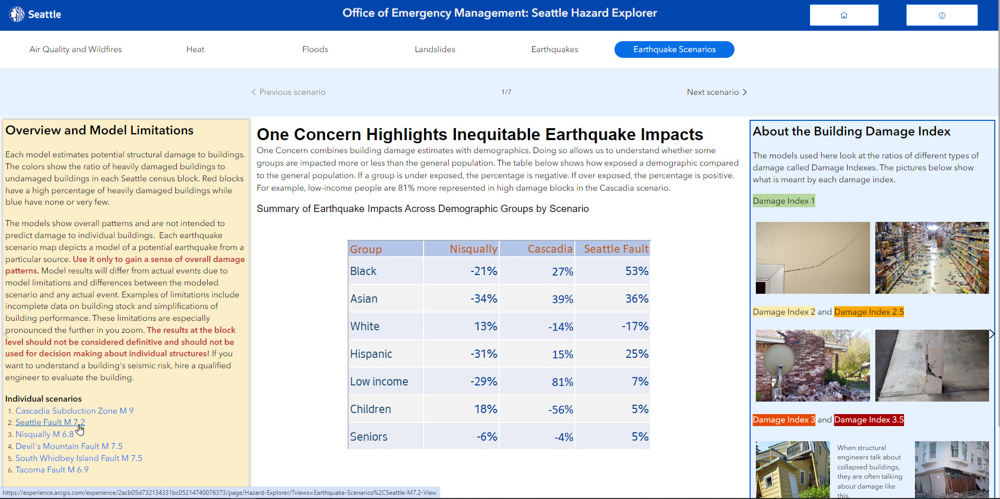 Seattle
Office of Emergency Management: Seattle Hazard Explorer
Air Quality and Wildfires
Heat
Floods
Landslides
Earthquakes
Earthquake Scenarios
Previous scenario
1/7
Next scenario
Overview and Model Limitations
Each model estimates potential structural damage to buildings.
The colors show the ratio of heavily damaged buildings to
undamaged buildings in each Seattle census block. Red blocks
have a high percentage of heavily damaged buildings while
blue have none or very few.
The models show overall patterns and are not intended to
predict damage to individual buildings. Each earthquake
scenario map depicts a model of a potential earthquake from a
particular source. Use it only to gain a sense of overall damage
patterns. Model results will differ from actual events due to
model limitations and differences between the modeled
scenario and any actual event. Examples of limitations include
incomplete data on building stock and simplifications of
building performance. These limitations are especially
pronounced the further in you zoom. The results at the block
level should not be considered definitive and should not be
used for decision making about individual structures! If you
want to understand a building's seismic risk, hire a qualified
engineer to evaluate the building.
Individual scenarios
1. Cascadia Subduction Zone M 9
2. Seattle Fault M 7.2
3. Nisqually M 6.8
4. Devil's Mountain Fault M 7.5
5. South Whidbey Island Fault M 7.5
6. Tacoma Fault M 6.9
One Concern Highlights Inequitable Earthquake Impacts
One Concern combines building damage estimates with demographics. Doing so allows us to understand whether some
groups are impacted more or less than the general population. The table below shows how exposed a demographic compared
to the general population. If a group is under exposed, the percentage is negative. If over exposed, the percentage is positive.
For example, low-income people are 81% more represented in high damage blocks in the Cascadia scenario.
Summary of Earthquake Impacts Across Demographic Groups by Scenario
Group Nisqually Cascadia Seattle Fault
Black -21% 27% 53%
Asian -34% 39% 36%
White 13% -14% -17%
Hispanic -31% 15% 25%
Low income -29% 81% 7%
Children 18% -56% 5%
Seniors -6% -4% 5%
About the Building Damage Index
The models used here look at the ratios of different types of
damage called Damage Indexes. The pictures below show
what is meant by each damage index.
Damage Index 1
Damage Index 2 and Damage Index 2.5
Damage Index 3 and Damage Index 3.5
When structural
engineers talk about
collapsed buildings,
they are often talking
about damage like
this.
https://experience.arcgis.com/experience/2acb05d732134331bc05214740076373/page/Hazard-Explorer/?views=Earthquake-Scenarios%2CSeattle-M7.2-View